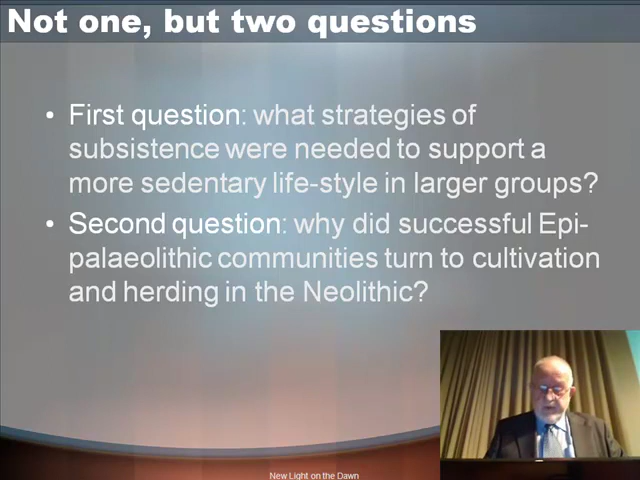 Not one, but two questions
• First question: what strategies of
subsistence were needed to support a
more sedentary life-style in larger groups?
• Second question: why did successful Epi-
palaeolithic communities turn to cultivation
and herding in the Neolithic?
New Light on the Dawn